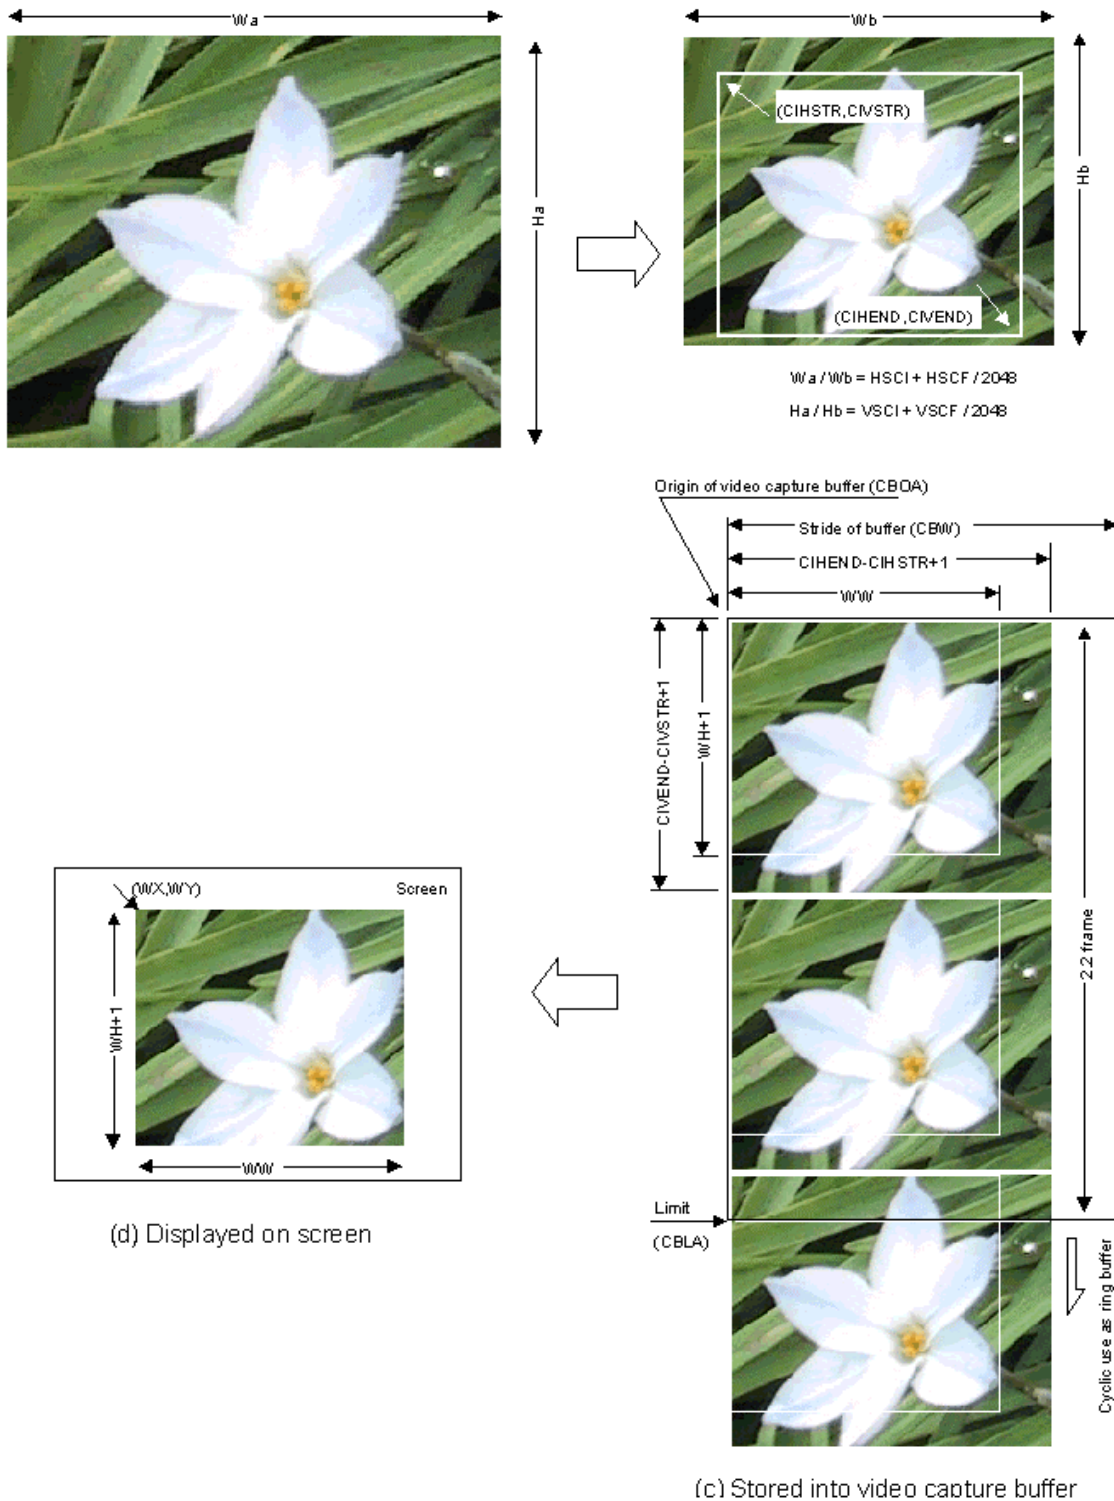 Wa
Wb
Ha
Hb
(CIHSTR,CIVSTR)
(CIHEND,CIVEND)
Wa / Wb = HSCI + HSCF / 2048
Ha / Hb = VSCI + VSCF / 2048
Origin of video capture buffer (CBOA)
Stride of buffer (CBW)
CIHEND-CIHSTR+1
WW
CIVEND-CIVSTR+1
WH+1
2.2 frame
(WX,WY)
Screen
WH+1
WW
(d) Displayed on screen
Limit
(CBLA)
Cyclic use as ring buffer
(c) Stored into video capture buffer